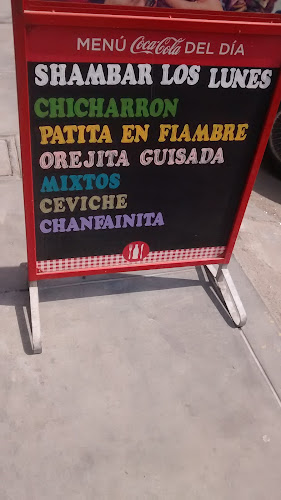 MENÚ Coca-Cola DEL DÍA
SHAMBAR LOS LUNES
CHICHARRON
PATITA EN FIAMBRE
OREJITA GUISADA
MIXTOS
CEVICHE
CHANFAINITA